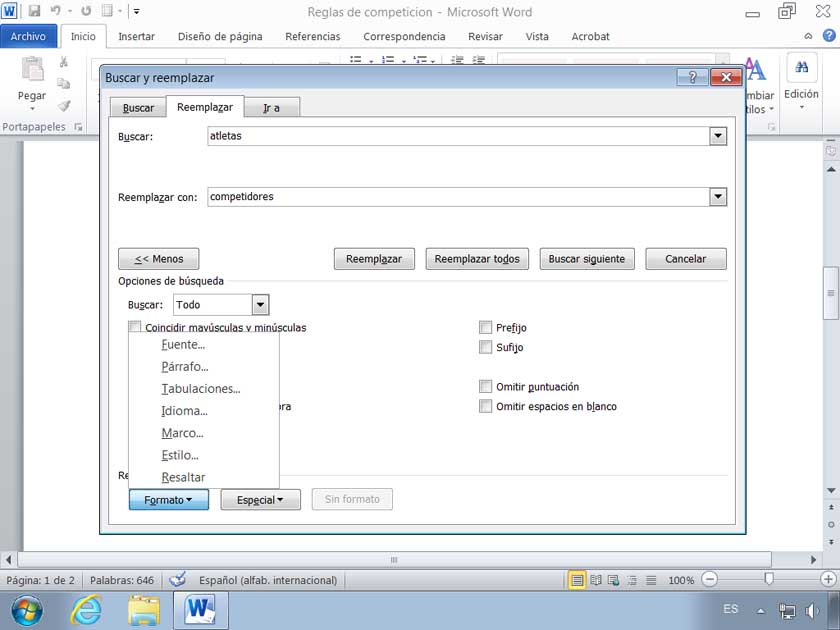 Reglas de competicion - Microsoft Word
Archivo Inicio Insertar Diseño de página Referencias Correspondencia Revisar Vista Acrobat
Pegar
Portapapeles
mbiar
tilos
Edición
Buscar y reemplazar
Buscar Reemplazar Ir a
Buscar: atletas
Reemplazar con: competidores
<< Menos Reemplazar Reemplazar todos Buscar siguiente Cancelar
Opciones de búsqueda
Buscar: Todo
Coincidir mayúsculas y minúsculas Prefijo
Fuente... Sufijo
Párrafo...
Tabulaciones... Omitir puntuación
Idioma... bra Omitir espacios en blanco
Marco...
Estilo...
Resaltar
Re
Formato Especial Sin formato
Página: 1 de 2 Palabras: 646 Español (alfab. internacional) 100%
ES